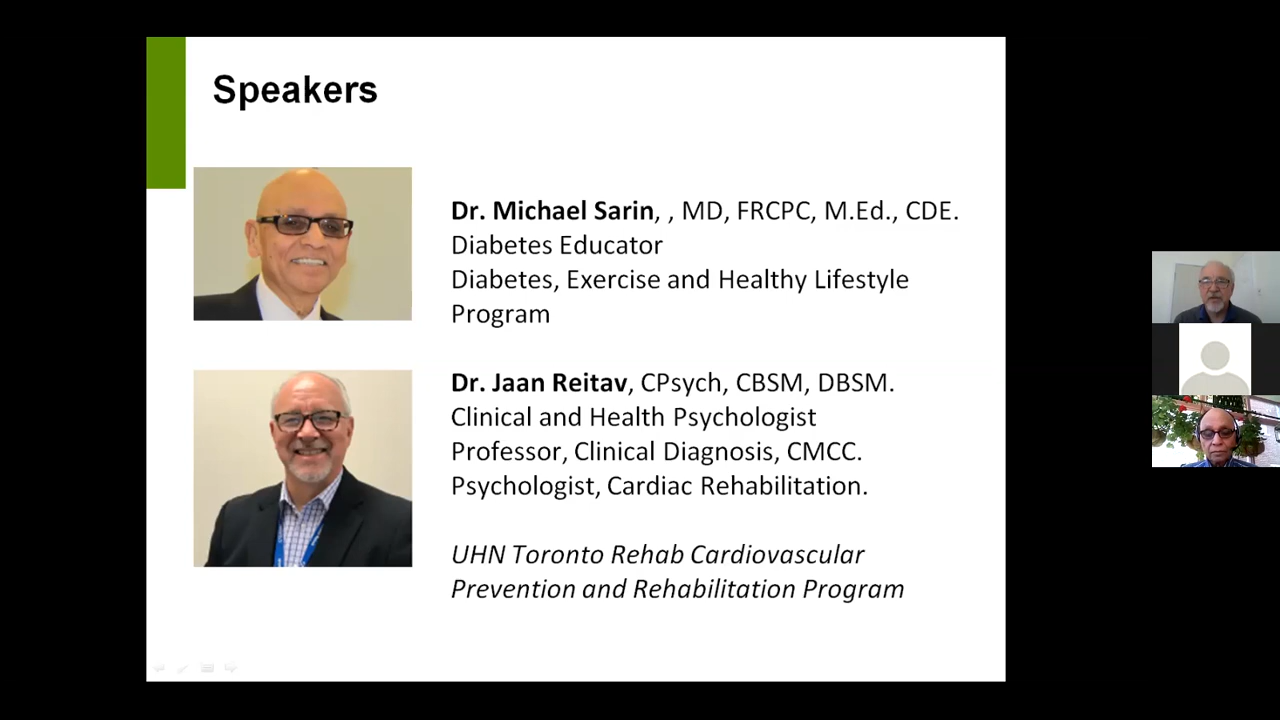 Speakers
Dr. Michael Sarin, , MD, FRCPC, M.Ed., CDE.
Diabetes Educator
Diabetes, Exercise and Healthy Lifestyle
Program
Dr. Jaan Reitav, CPsych, CBSM, DBSM.
Clinical and Health Psychologist
Professor, Clinical Diagnosis, CMCC.
Psychologist, Cardiac Rehabilitation.
UHN Toronto Rehab Cardiovascular
Prevention and Rehabilitation Program